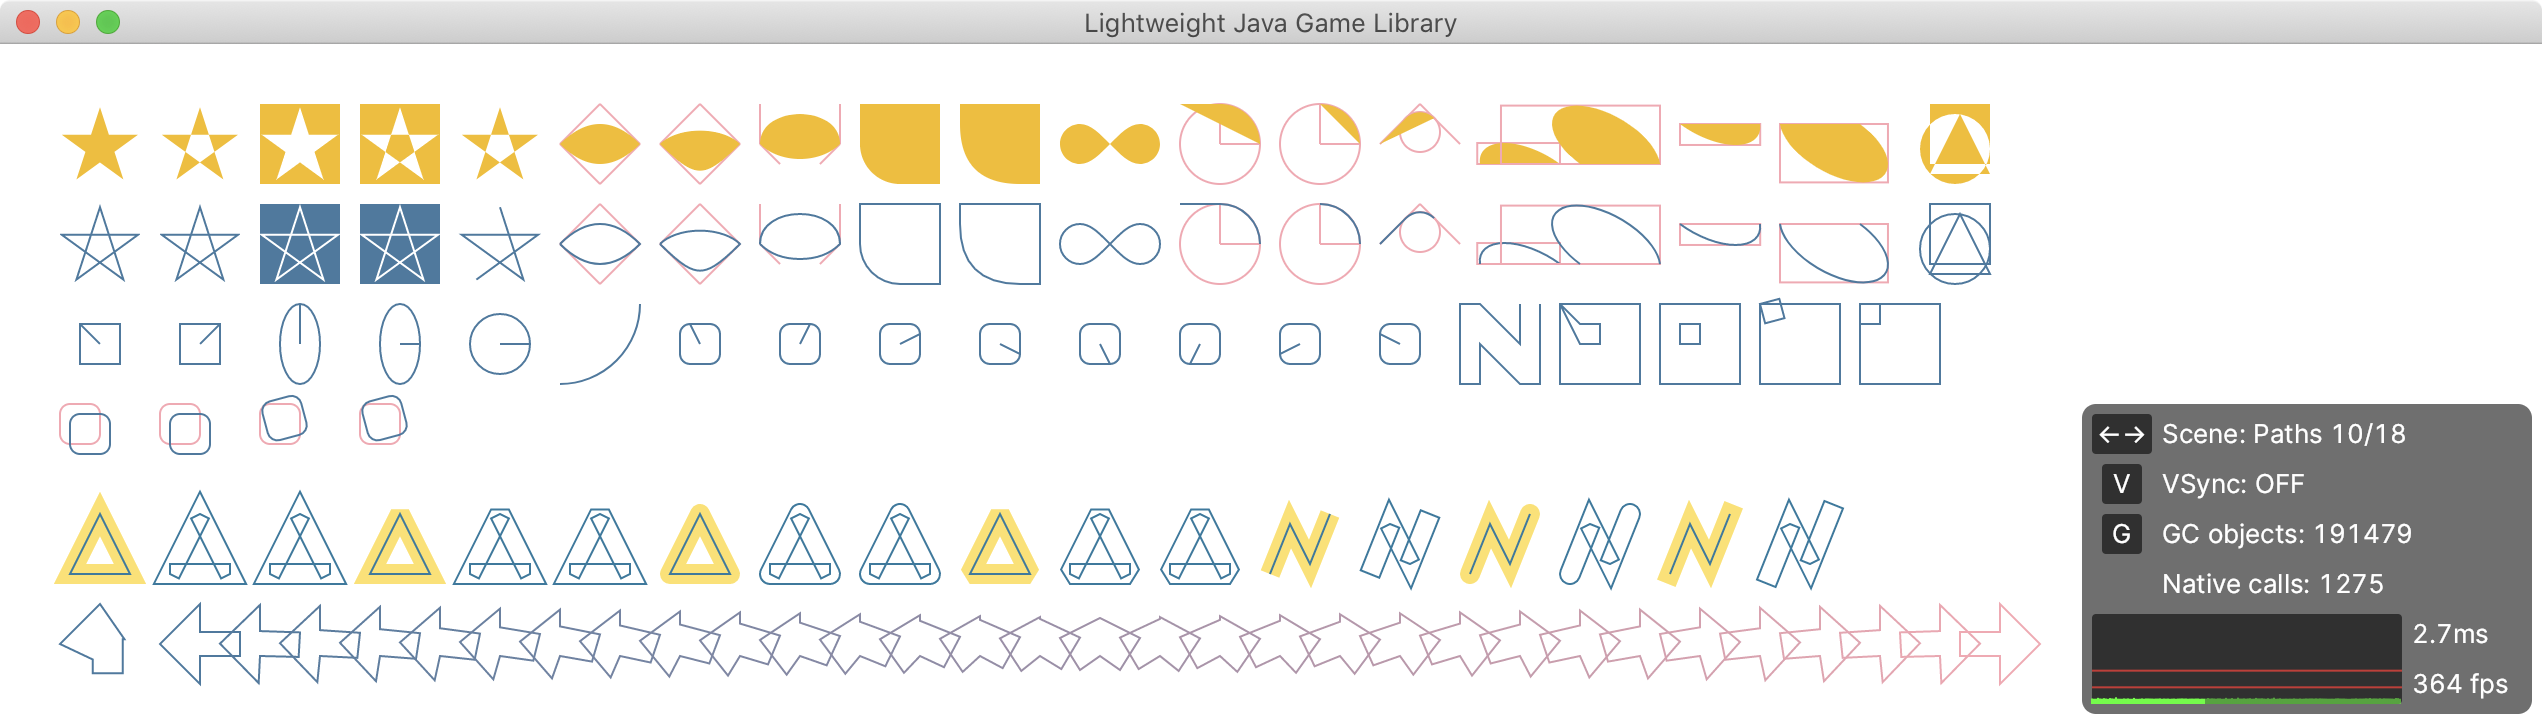 Lightweight Java Game Library
←→ Scene: Paths 10/18
V VSync: OFF
G GC objects: 191479
Native calls: 1275
2.7ms
364 fps